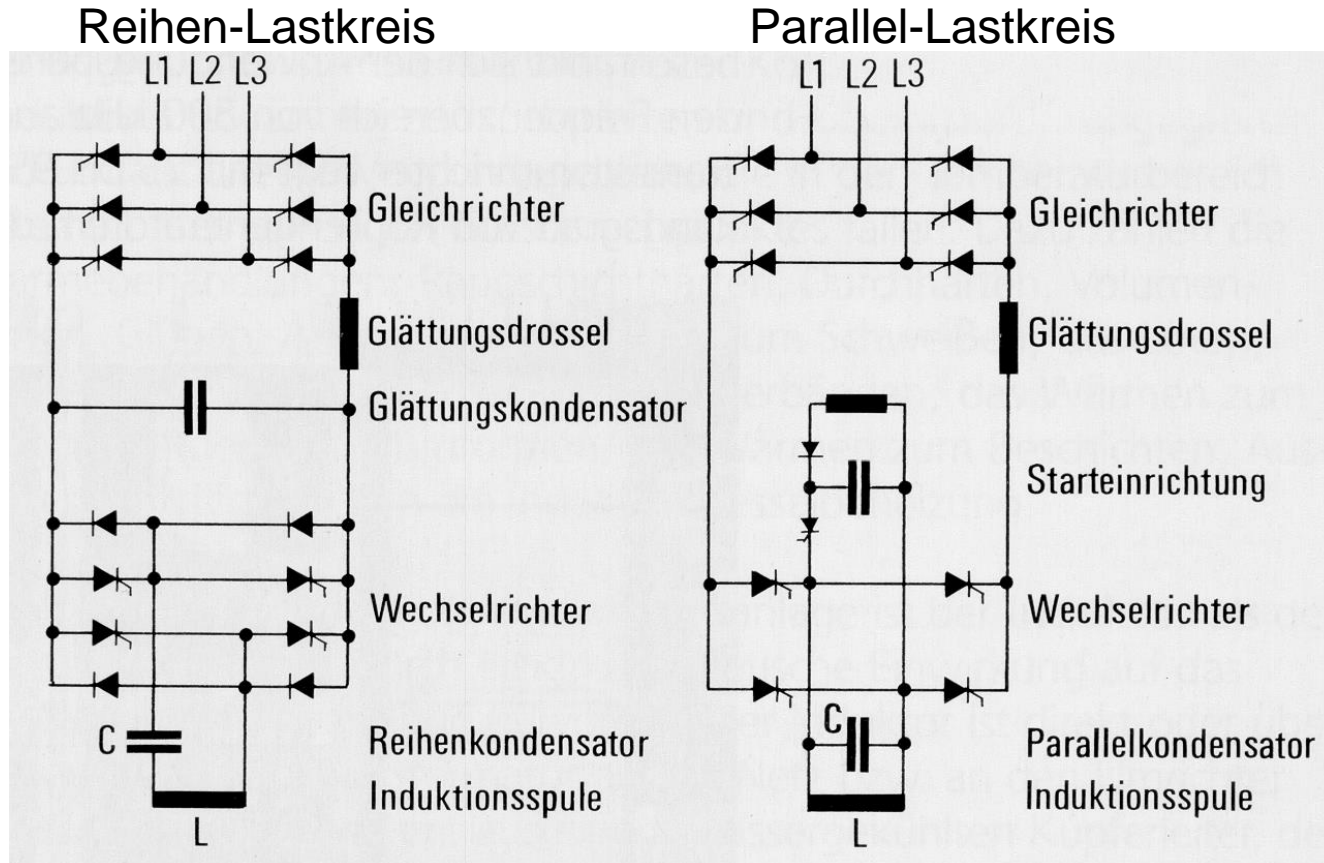 Reihen-Lastkreis
L1 L2 L3
Gleichrichter
Glättungsdrossel
Glättungskondensator
Wechselrichter
C
Reihenkondensator
Induktionsspule
L
Parallel-Lastkreis
L1 L2 L3
Gleichrichter
Glättungsdrossel
Starteinrichtung
Wechselrichter
C
Parallelkondensator
Induktionsspule
L